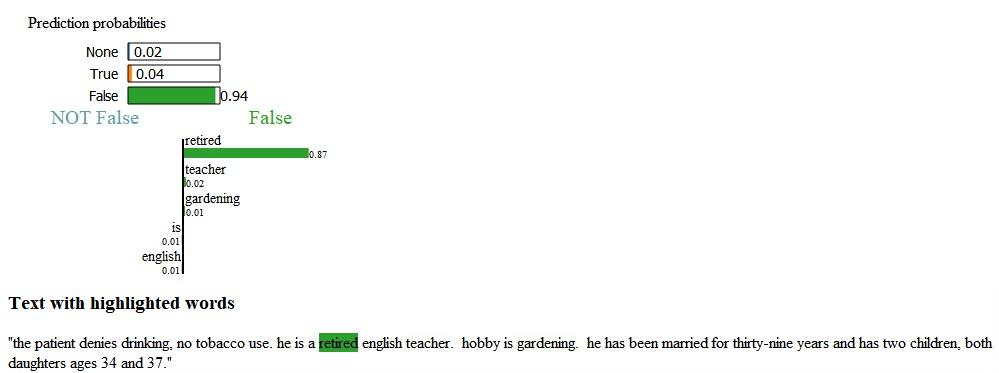 Prediction probabilities
None 0.02
True 0.04
False 0.94
NOT False False
retired
0.87
teacher
0.02
gardening
0.01
is
0.01
english
0.01
Text with highlighted words
"the patient denies drinking, no tobacco use. he is a retired english teacher.  hobby is gardening.  he has been married for thirty-nine years and has two children, both
daughters ages 34 and 37."